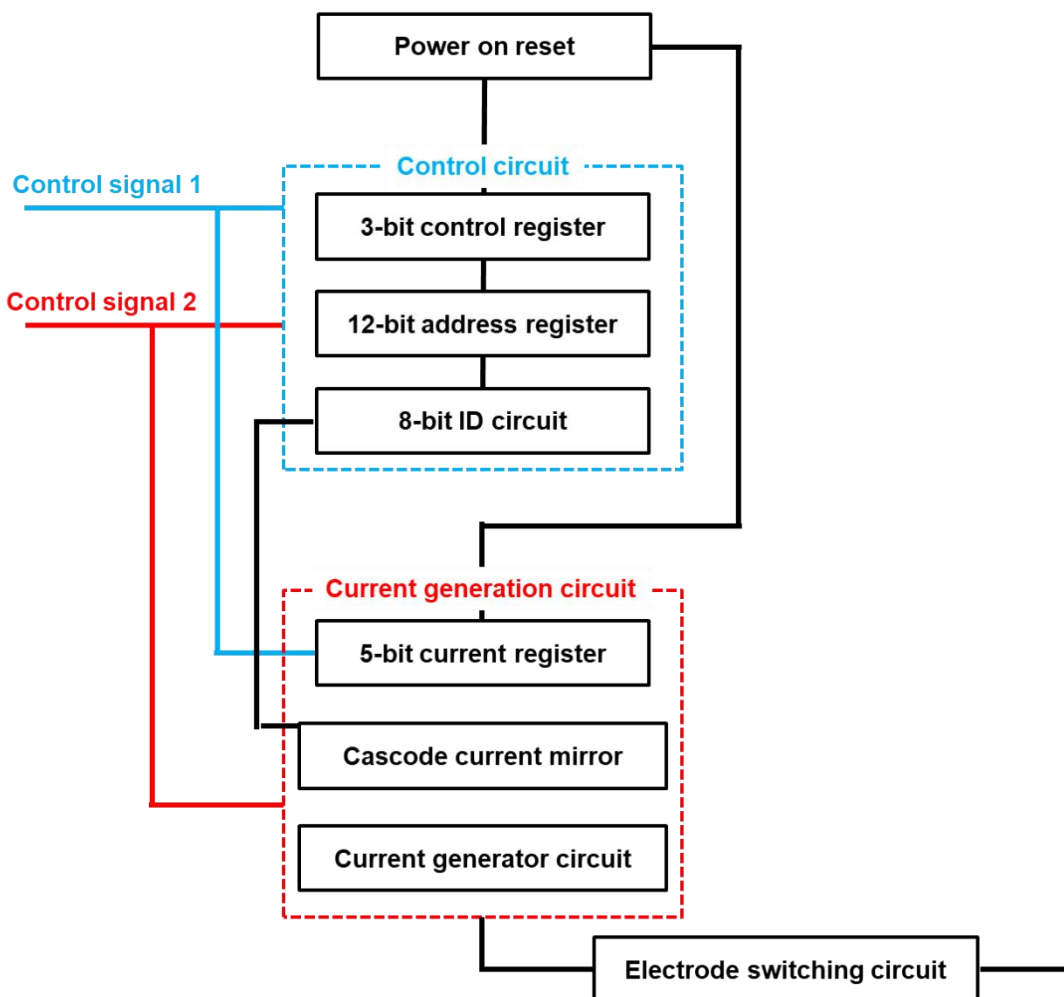 Power on reset
Control circuit
Control signal 1
3-bit control register
Control signal 2
12-bit address register
8-bit ID circuit
Current generation circuit
5-bit current register
Cascode current mirror
Current generator circuit
Electrode switching circuit